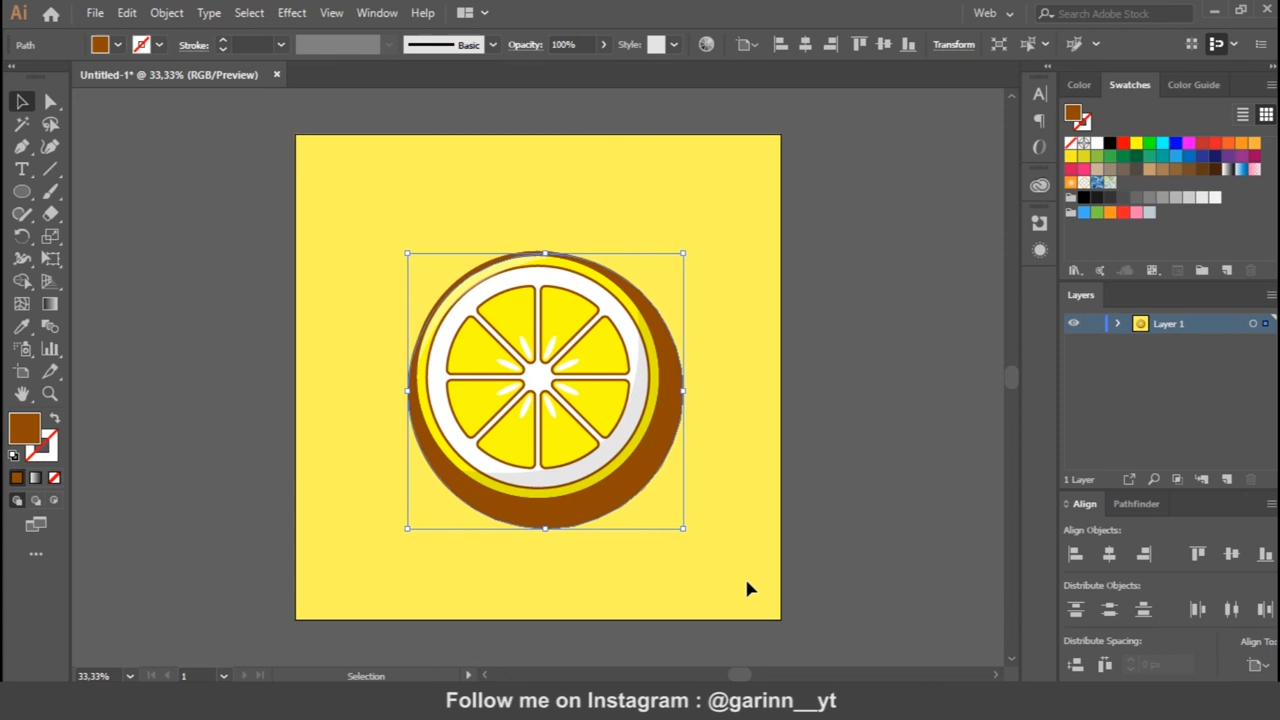 Ai File Edit Object Type Select Effect View Window Help Web Search Adobe Stock
Path Stroke: Basic Opacity: 100% Style: Transform
Untitled-1* @ 33,33% (RGB/Preview)
Color Swatches Color Guide
Layers
Layer 1
1 Layer
Align Pathfinder
Align Objects:
Distribute Objects:
Distribute Spacing: Align To:
0 px
33,33% 1 Selection
Follow me on Instagram : @garinn__yt